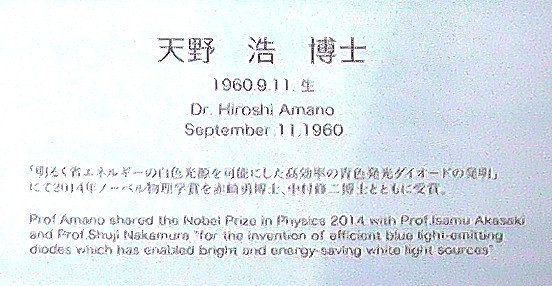 天野 浩 博士
1960.9.11. 生
Dr. Hiroshi Amano
September.11.1960
「明るく省エネルギーの白色光源を可能にした高効率の青色発光ダイオードの発明」
にて2014年ノーベル物理学賞を赤﨑勇博士、中村修二博士とともに受賞。
Prof.Amano shared the Nobel Prize in Physics 2014 with Prof.Isamu Akasaki
and Prof.Shuji Nakamura "for the invention of efficient blue light-emitting
diodes which has enabled bright and energy-saving white light sources"